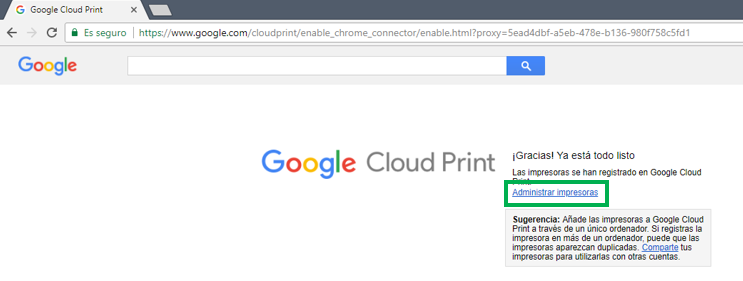 Google Cloud Print
Es seguro https://www.google.com/cloudprint/enable_chrome_connector/enable.html?proxy=5ead4dbf-a5eb-478e-b136-980f758c5fd1
Google
Google Cloud Print
¡Gracias! Ya está todo listo
Las impresoras se han registrado en Google Cloud
Print.
Administrar impresoras
Sugerencia: Añade las impresoras a Google Cloud
Print a través de un único ordenador. Si registras la
impresora en más de un ordenador, puede que las
impresoras aparezcan duplicadas. Comparte tus
impresoras para utilizarlas con otras cuentas.